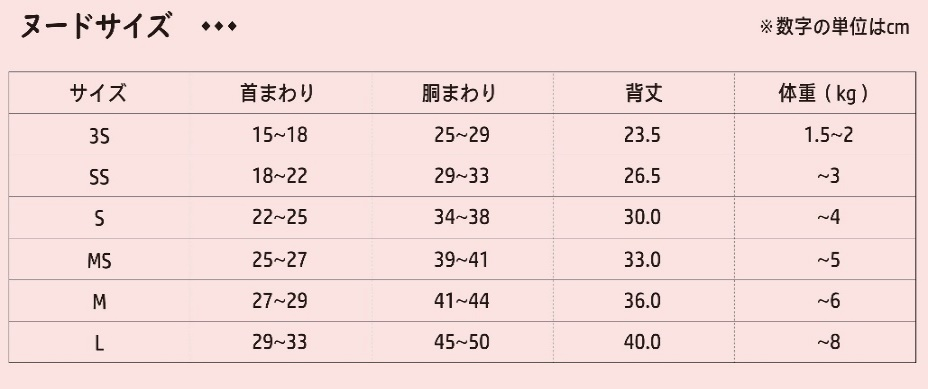 ヌードサイズ ◆◆◆ ※数字の単位はcm
サイズ 首まわり 胴まわり 背丈 体重(kg)
3S 15~18 25~29 23.5 1.5~2
SS 18~22 29~33 26.5 ~3
S 22~25 34~38 30.0 ~4
MS 25~27 39~41 33.0 ~5
M 27~29 41~44 36.0 ~6
L 29~33 45~50 40.0 ~8